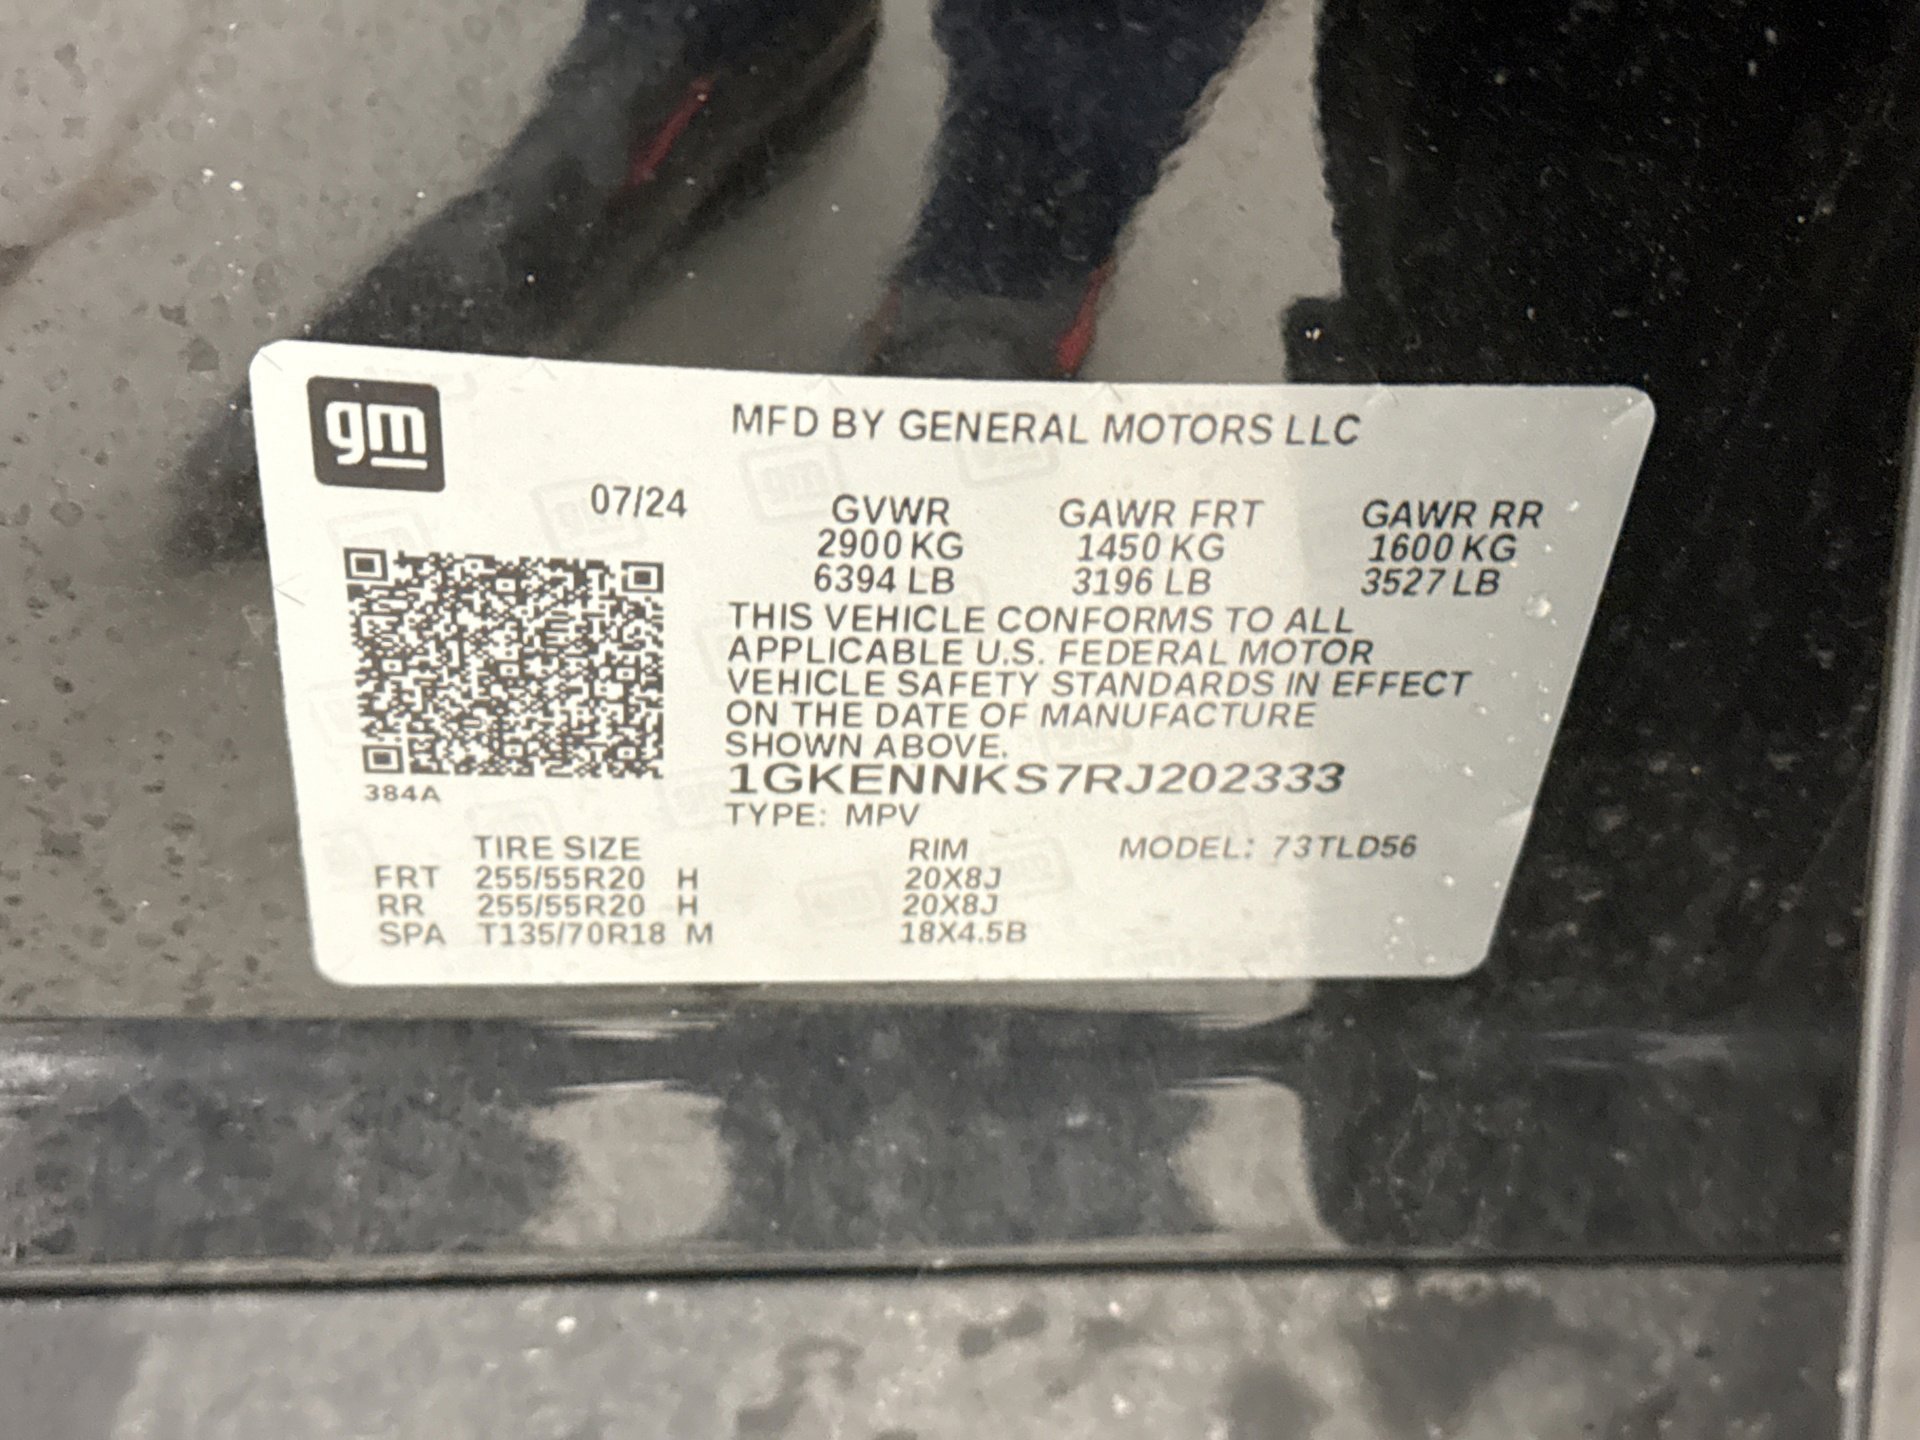 gm
MFD BY GENERAL MOTORS LLC
07/24
GVWR GAWR FRT GAWR RR
2900 KG 1450 KG 1600 KG
6394 LB 3196 LB 3527 LB
THIS VEHICLE CONFORMS TO ALL
APPLICABLE U.S. FEDERAL MOTOR
VEHICLE SAFETY STANDARDS IN EFFECT
ON THE DATE OF MANUFACTURE
SHOWN ABOVE.
1GKENNKS7RJ202333
384A
TYPE: MPV
TIRE SIZE RIM MODEL: 73TLD56
FRT 255/55R20 H 20X8J
RR 255/55R20 H 20X8J
SPA T135/70R18 M 18X4.5B